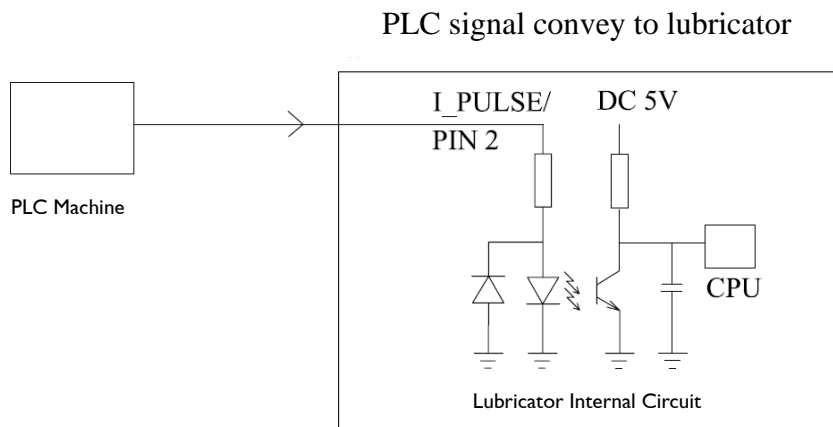 PLC signal convey to lubricator
I_PULSE/
PIN 2
DC 5V
PLC Machine
CPU
Lubricator Internal Circuit